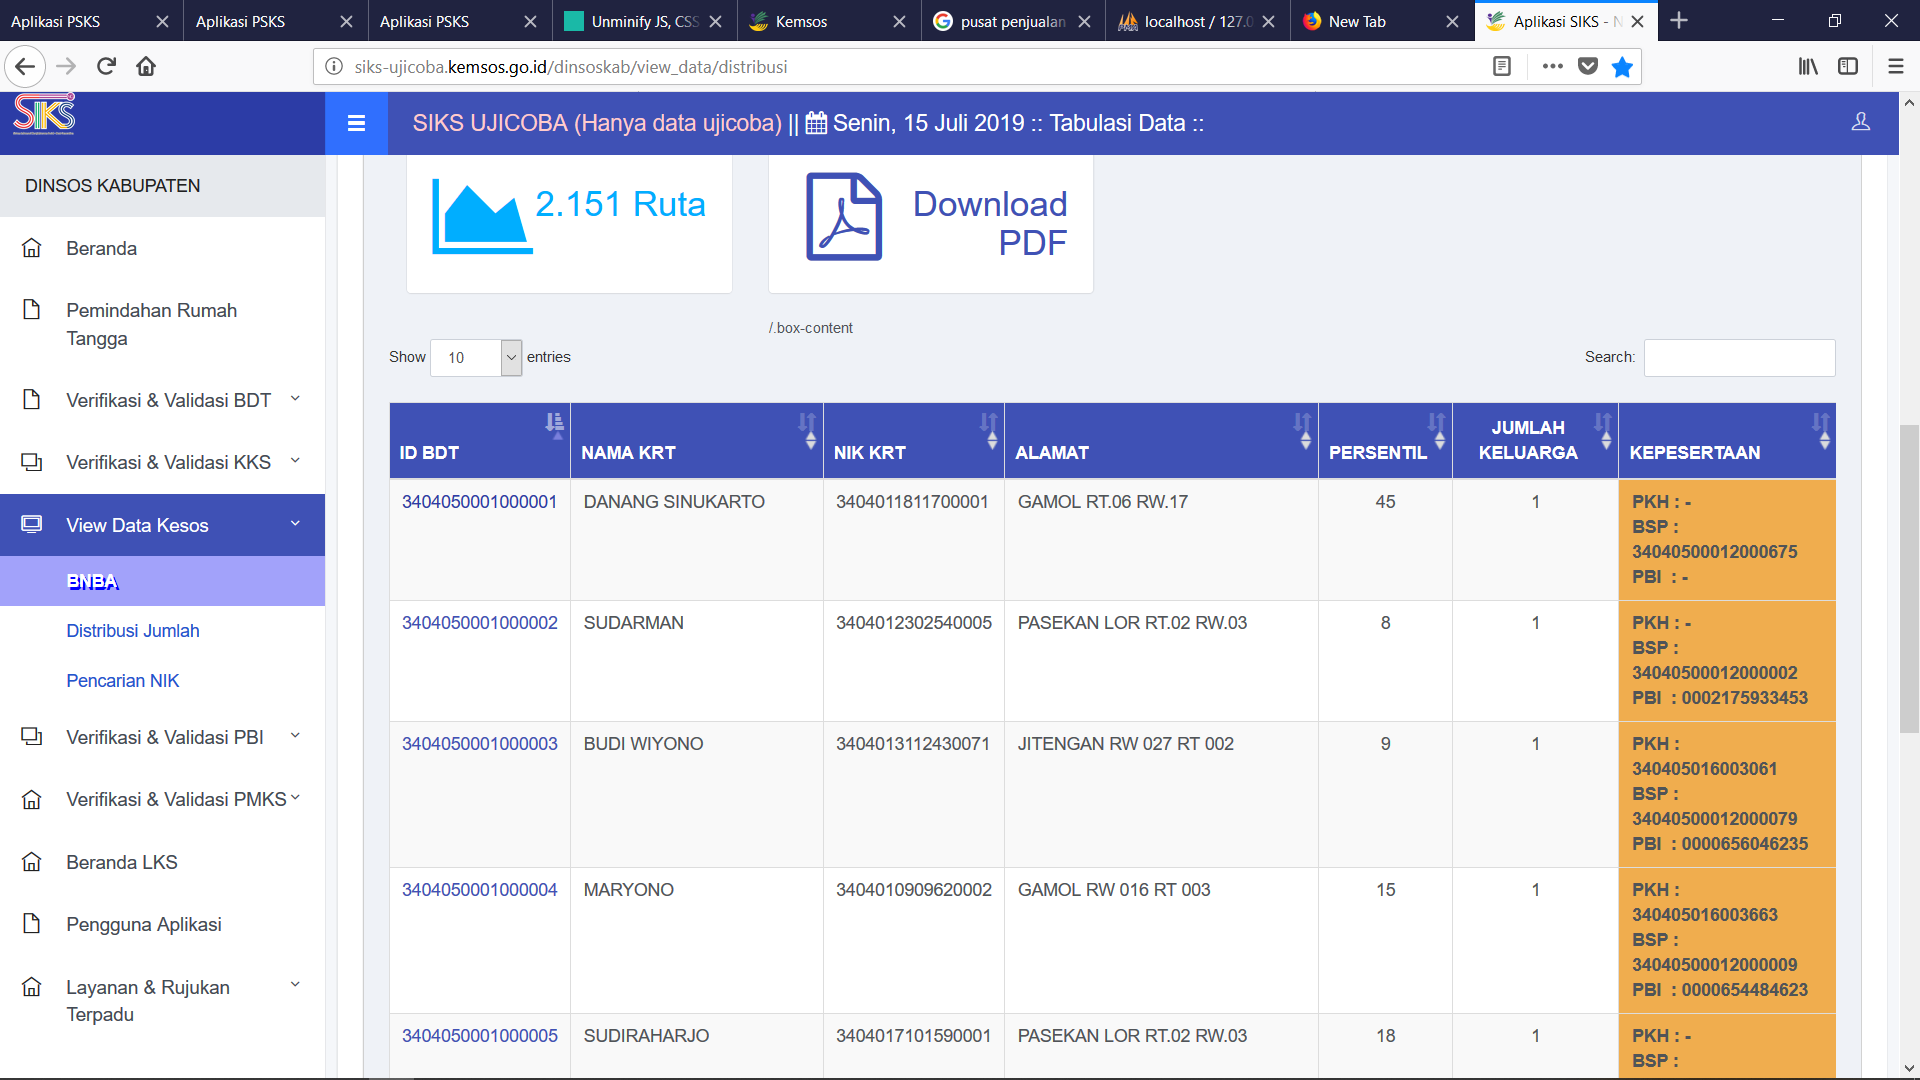 Aplikasi PSKS
Aplikasi PSKS
Aplikasi PSKS
Unminify JS, CSS
Kemsos
pusat penjualan
localhost / 127.0
New Tab
Aplikasi SIKS - N
siks-ujicoba.kemsos.go.id/dinsoskab/view_data/distribusi
SIKS
SIKS UJICOBA (Hanya data ujicoba) || Senin, 15 Juli 2019 :: Tabulasi Data ::
DINSOS KABUPATEN
Beranda
Pemindahan Rumah
Tangga
Verifikasi & Validasi BDT
Verifikasi & Validasi KKS
View Data Kesos
BNBA
Distribusi Jumlah
Pencarian NIK
Verifikasi & Validasi PBI
Verifikasi & Validasi PMKS
Beranda LKS
Pengguna Aplikasi
Layanan & Rujukan
Terpadu
2.151 Ruta
Download
PDF
/.box-content
Show 10 entries
Search:
ID BDT NAMA KRT NIK KRT ALAMAT PERSENTIL JUMLAH KELUARGA KEPESERTAAN
3404050001000001 DANANG SINUKARTO 3404011811700001 GAMOL RT.06 RW.17 45 1 PKH : -
BSP :
34040500012000675
PBI : -
3404050001000002 SUDARMAN 3404012302540005 PASEKAN LOR RT.02 RW.03 8 1 PKH : -
BSP :
34040500012000002
PBI : 0002175933453
3404050001000003 BUDI WIYONO 3404013112430071 JITENGAN RW 027 RT 002 9 1 PKH :
340405016003061
BSP :
34040500012000079
PBI : 0000656046235
3404050001000004 MARYONO 3404010909620002 GAMOL RW 016 RT 003 15 1 PKH :
340405016003663
BSP :
34040500012000009
PBI : 0000654484623
3404050001000005 SUDIRAHARJO 3404017101590001 PASEKAN LOR RT.02 RW.03 18 1 PKH : -
BSP :